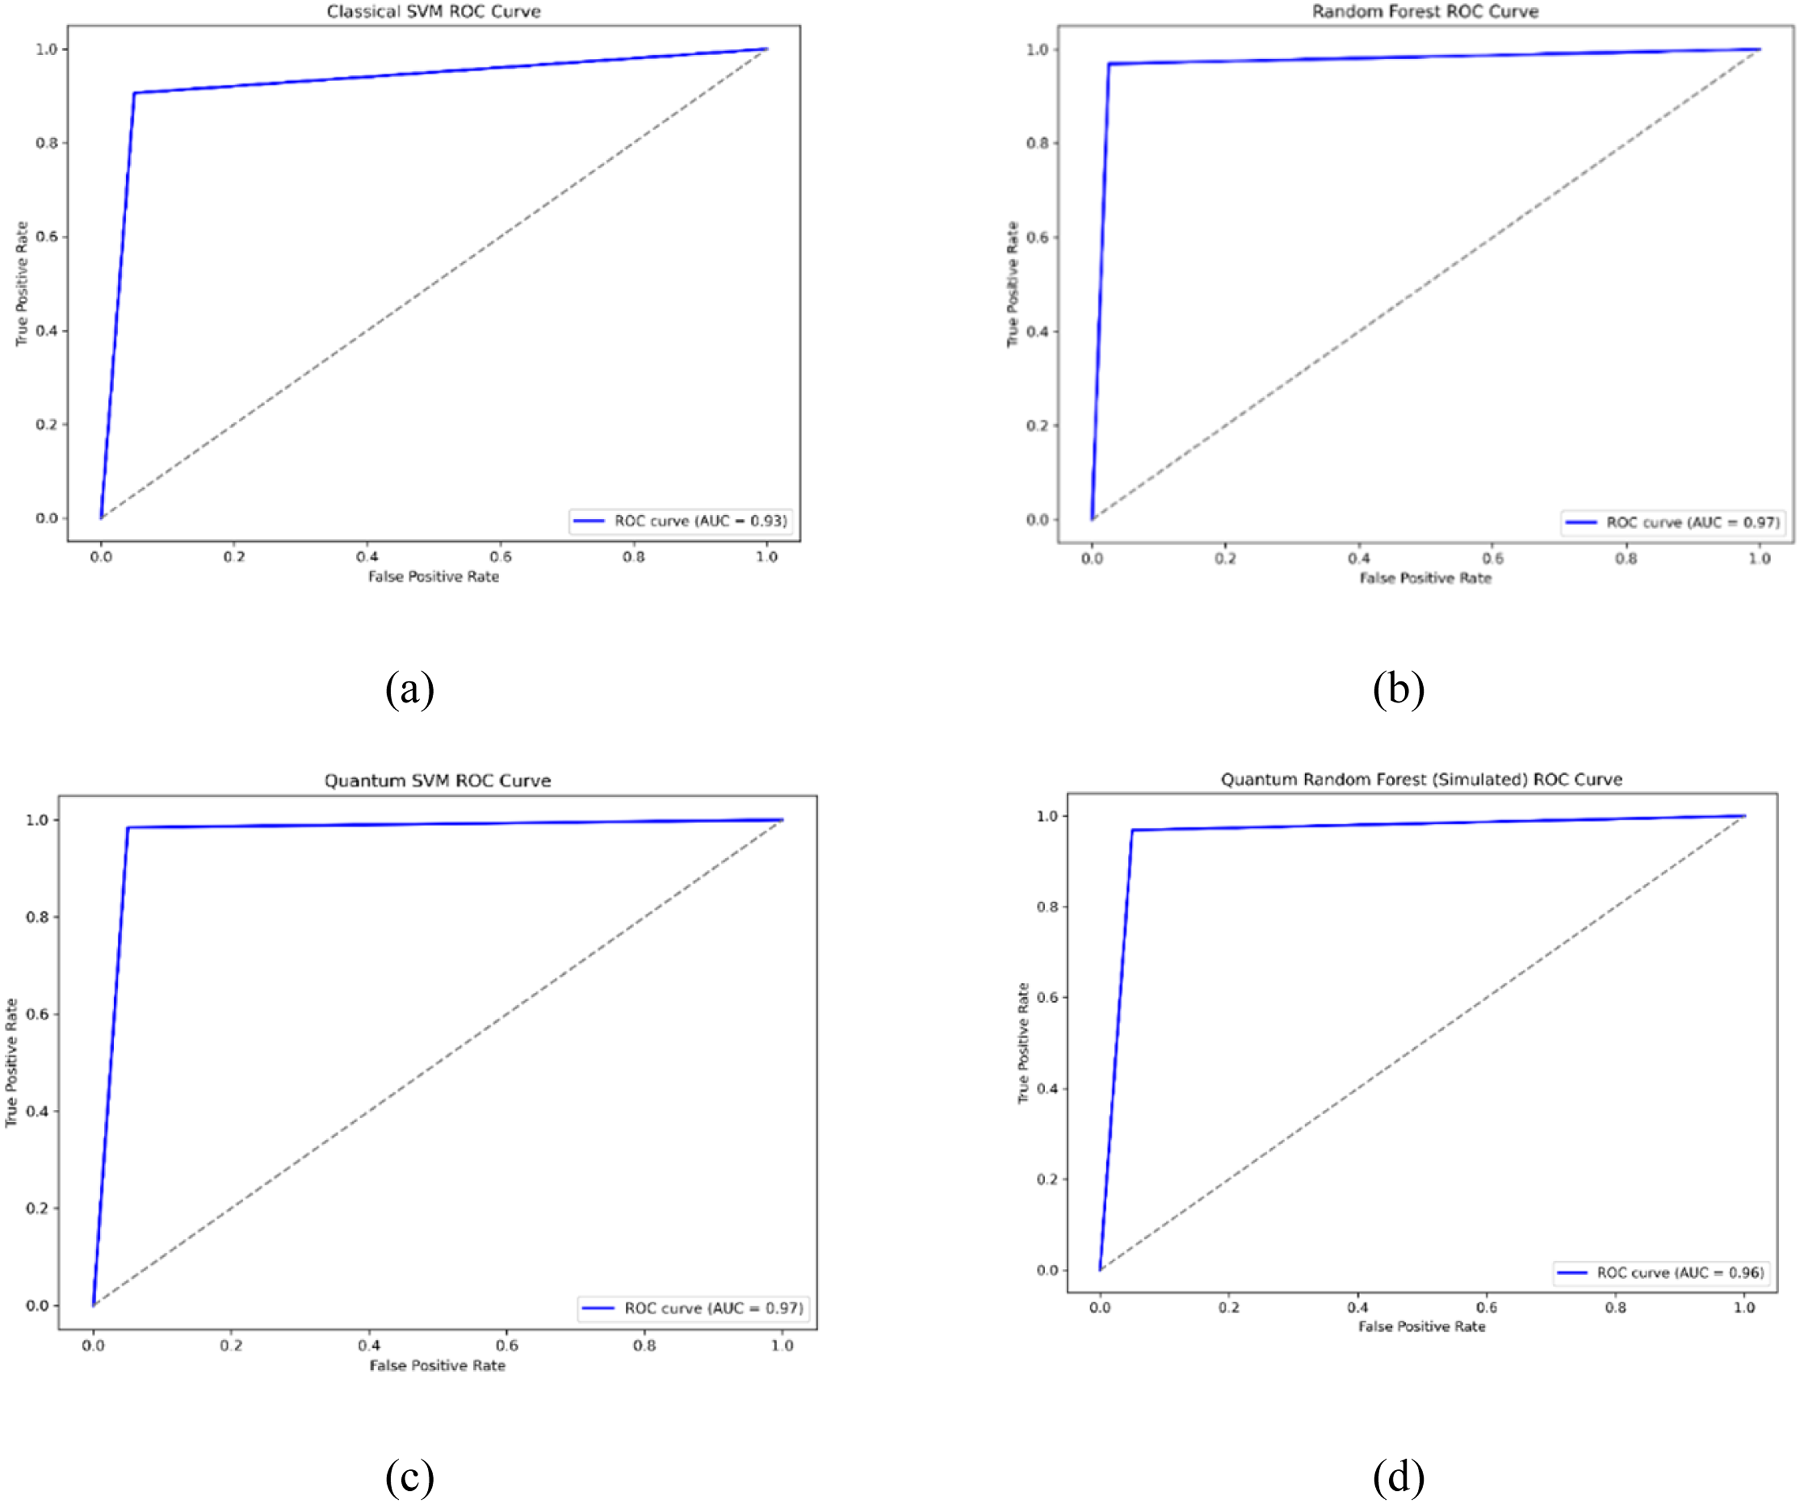 Classical SVM ROC Curve
1.0
0.8
0.6
0.4
0.2
0.0
True Positive Rate
ROC curve (AUC = 0.93)
0.0 0.2 0.4 0.6 0.8 1.0
False Positive Rate
(a)
Random Forest ROC Curve
1.0
0.8
0.6
0.4
0.2
0.0
True Positive Rate
ROC curve (AUC = 0.97)
0.0 0.2 0.4 0.6 0.8 1.0
False Positive Rate
(b)
Quantum SVM ROC Curve
1.0
0.8
0.6
0.4
0.2
0.0
True Positive Rate
ROC curve (AUC = 0.97)
0.0 0.2 0.4 0.6 0.8 1.0
False Positive Rate
(c)
Quantum Random Forest (Simulated) ROC Curve
1.0
0.8
0.6
0.4
0.2
0.0
True Positive Rate
ROC curve (AUC = 0.96)
0.0 0.2 0.4 0.6 0.8 1.0
False Positive Rate
(d)